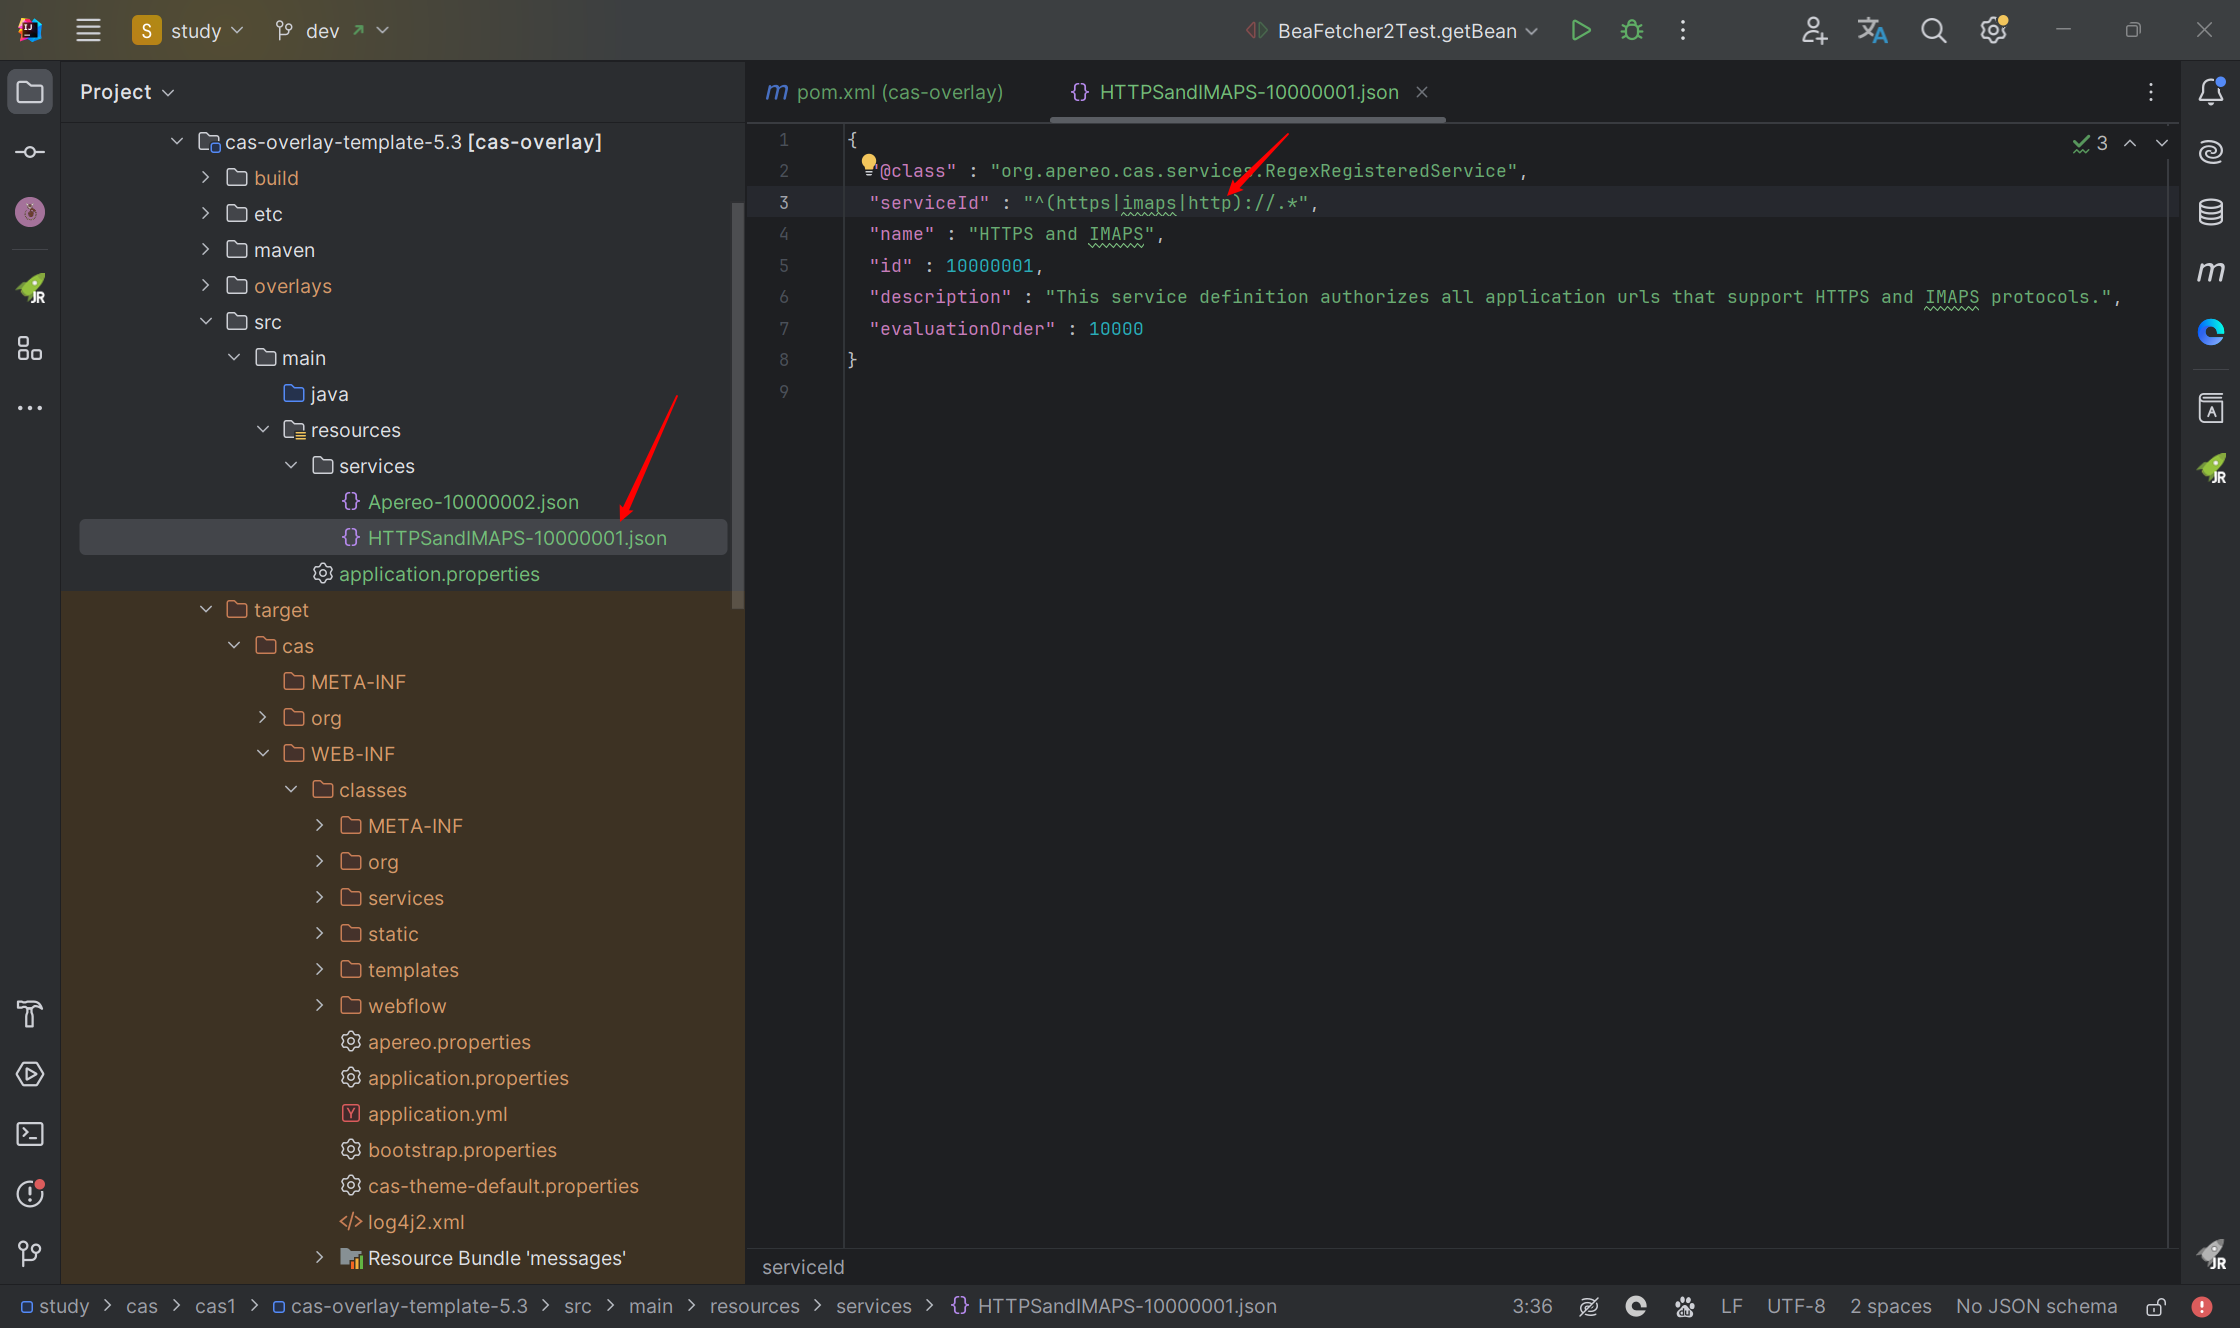 S study dev BeaFetcher2Test.getBean
Project
m pom.xml (cas-overlay) {} HTTPSandIMAPS-10000001.json
cas-overlay-template-5.3 [cas-overlay]
build
etc
maven
overlays
src
main
java
resources
services
{} Apereo-10000002.json
{} HTTPSandIMAPS-10000001.json
application.properties
target
cas
META-INF
org
WEB-INF
classes
META-INF
org
services
static
templates
webflow
apereo.properties
application.properties
Y application.yml
bootstrap.properties
cas-theme-default.properties
</> log4j2.xml
Resource Bundle 'messages'
1 {
2 "@class" : "org.apereo.cas.services.RegexRegisteredService",
3 "serviceId" : "^(https|imaps|http)://.*",
4 "name" : "HTTPS and IMAPS",
5 "id" : 10000001,
6 "description" : "This service definition authorizes all application urls that support HTTPS and IMAPS protocols.",
7 "evaluationOrder" : 10000
8 }
9
3
serviceId
study > cas > cas1 > cas-overlay-template-5.3 > src > main > resources > services > {} HTTPSandIMAPS-10000001.json
3:36 LF UTF-8 2 spaces No JSON schema